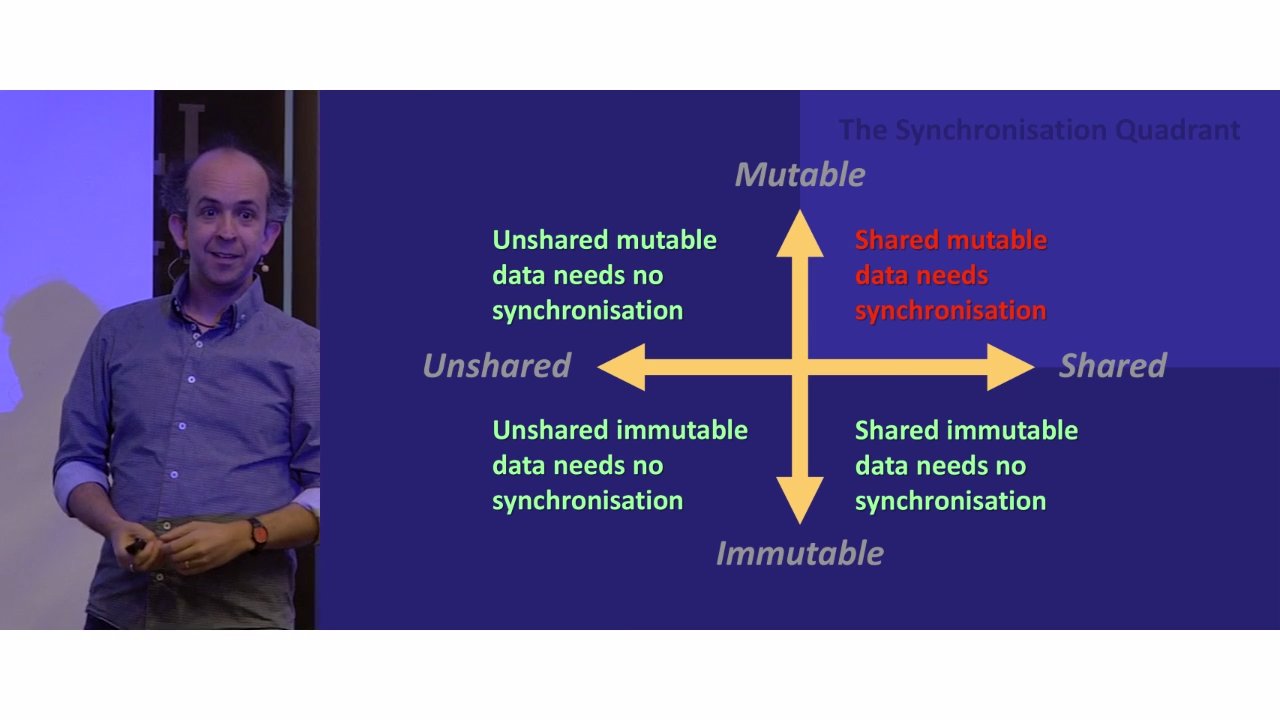 The Synchronisation Quadrant
Mutable
Unshared mutable
data needs no
synchronisation
Shared mutable
data needs
synchronisation
Unshared
Shared
Unshared immutable
data needs no
synchronisation
Shared immutable
data needs no
synchronisation
Immutable